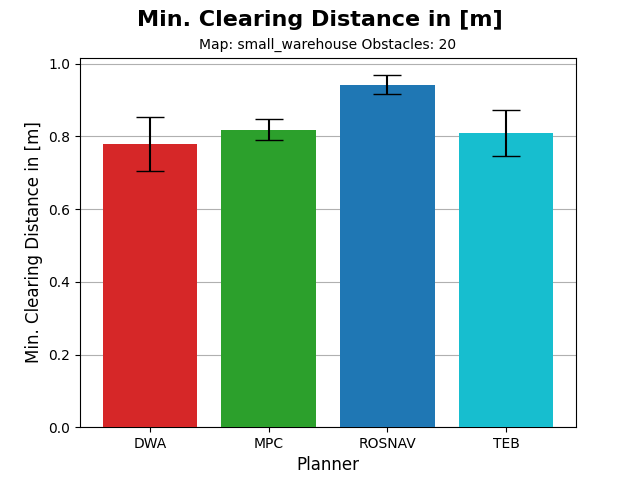 Min. Clearing Distance in [m]
Map: small_warehouse Obstacles: 20
Min. Clearing Distance in [m]
1.0
0.8
0.6
0.4
0.2
0.0
DWA MPC ROSNAV TEB
Planner